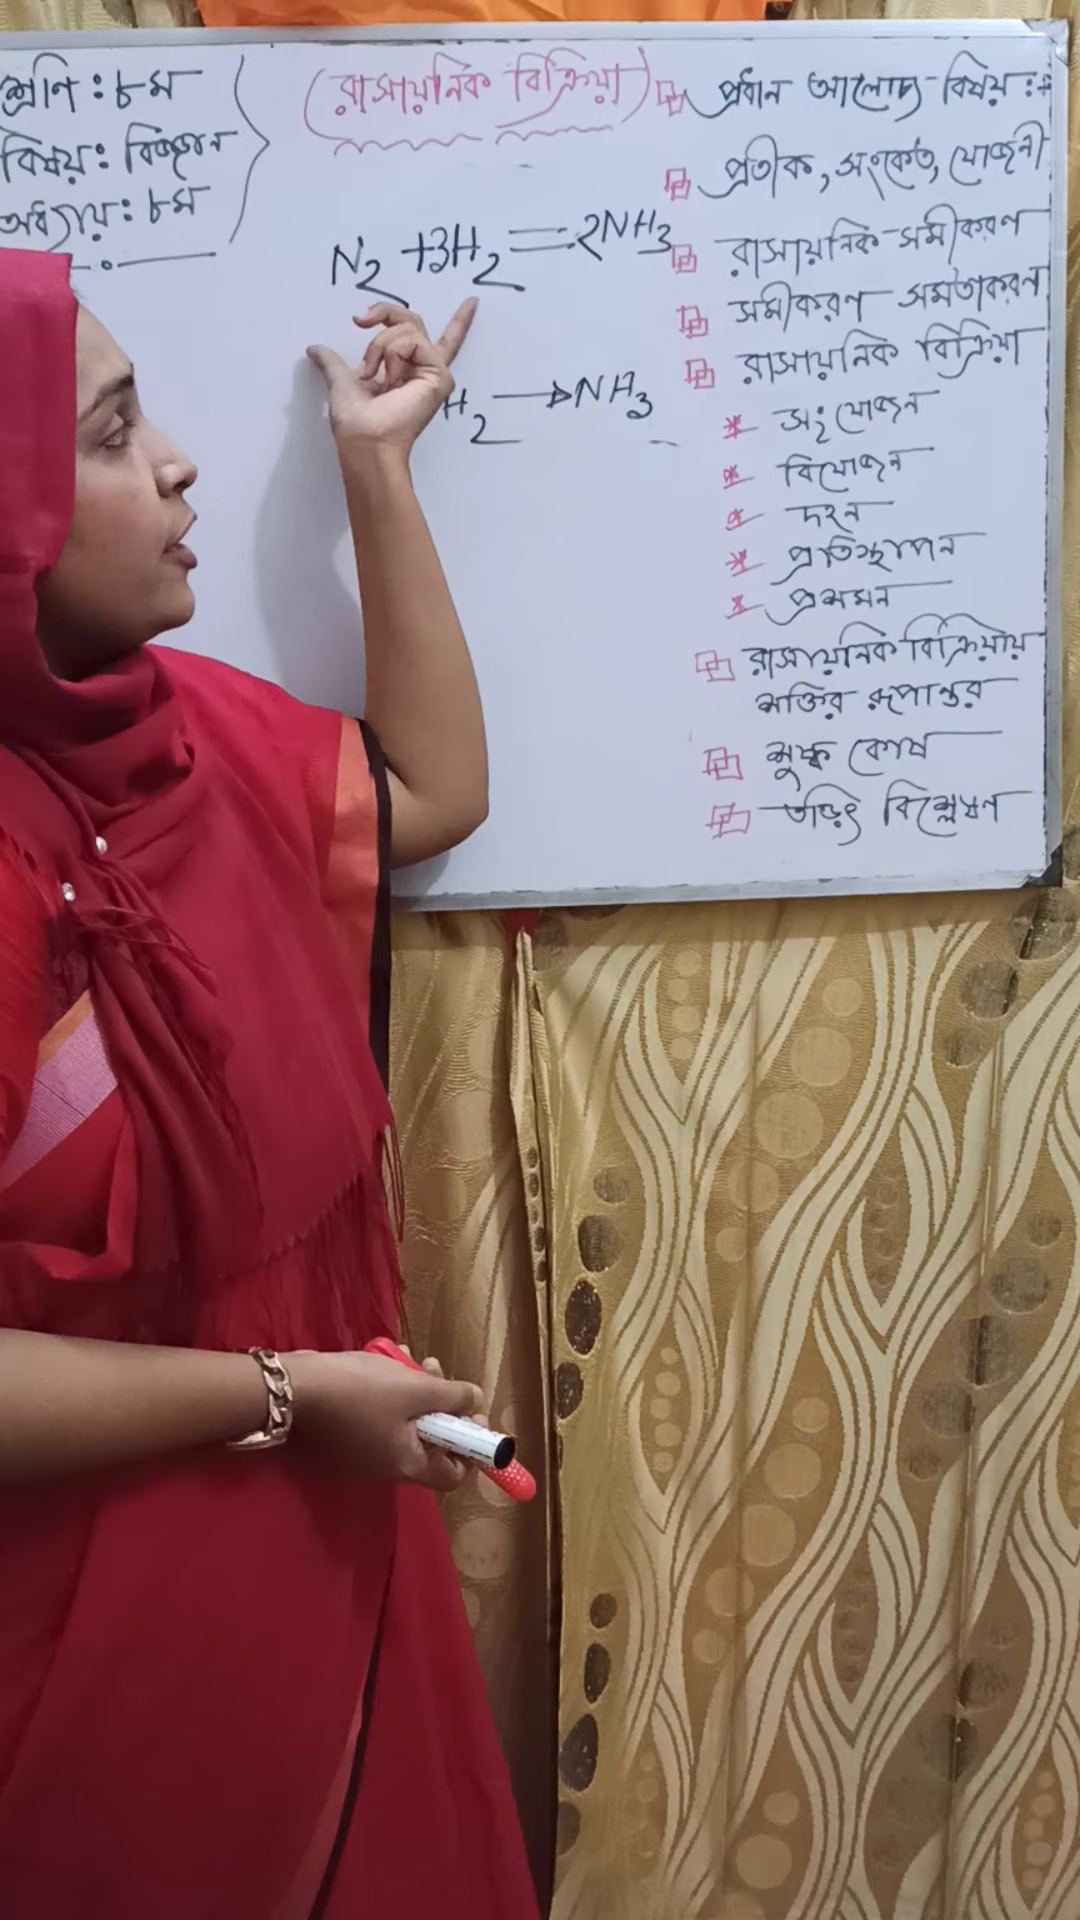 শ্রেণি : ৮ম
বিষয় : বিজ্ঞান
অধ্যায় : ৮ম
(রাসায়নিক বিক্রিয়া)
N2 + 3H2 = 2NH3
H2 → NH3
প্রধান আলোচ্য বিষয় :
প্রতীক, সংকেত, যোজনী
রাসায়নিক সমীকরণ
সমীকরণ সমতাকরণ
রাসায়নিক বিক্রিয়া
* সংযোজন
* বিযোজন
* দহন
* প্রতিস্থাপন
* প্রশমন
রাসায়নিক বিক্রিয়ায়
শক্তির রূপান্তর
শুষ্ক কোষ
তড়িৎ বিশ্লেষণ